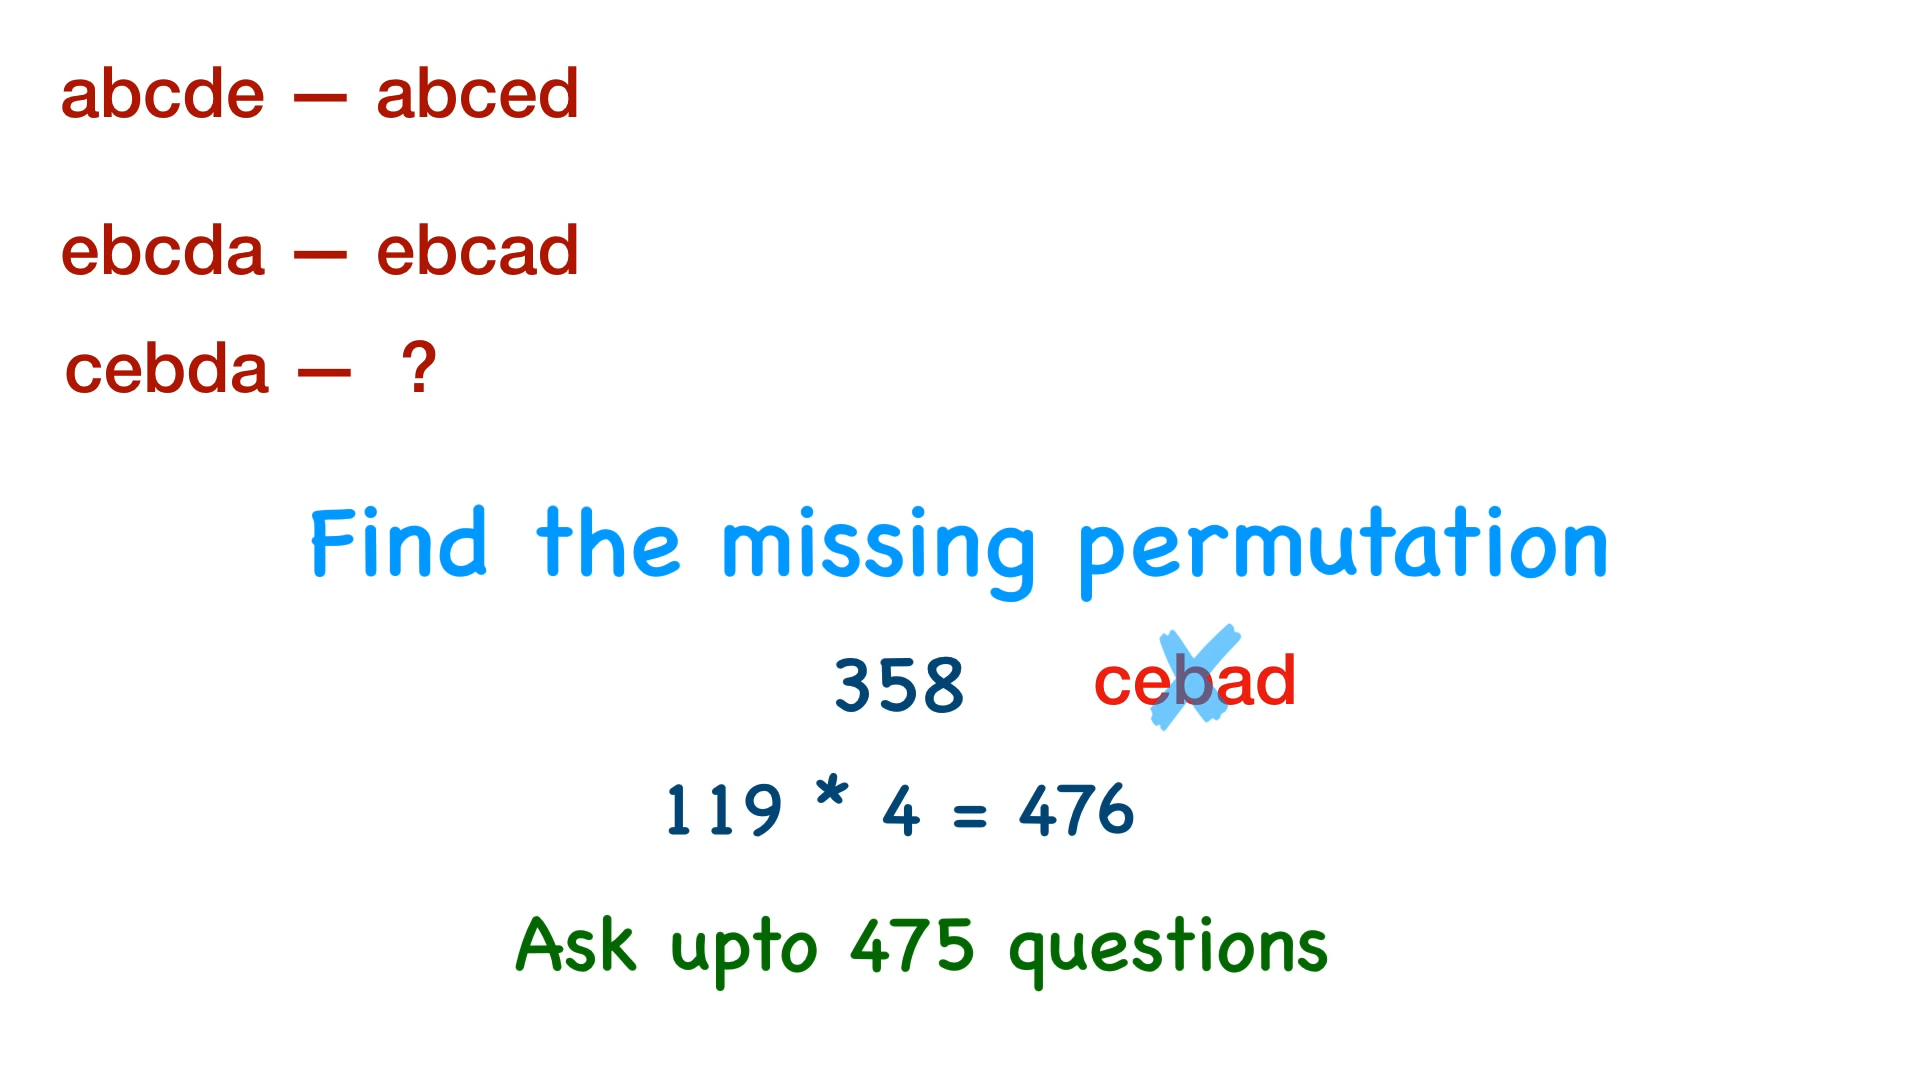 abcde — abced
ebcda — ebcad
cebda — ?
Find the missing permutation
358 cebad
119 * 4 = 476
Ask upto 475 questions